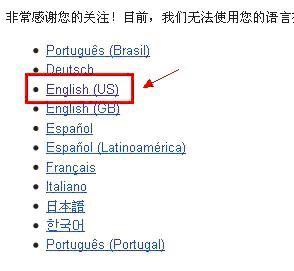 非常感谢您的关注！目前，我们无法使用您的语言
Português (Brasil)
Deutsch
English (US)
English (GB)
Español
Español (Latinoamérica)
Français
Italiano
日本語
한국어
Português (Portugal)